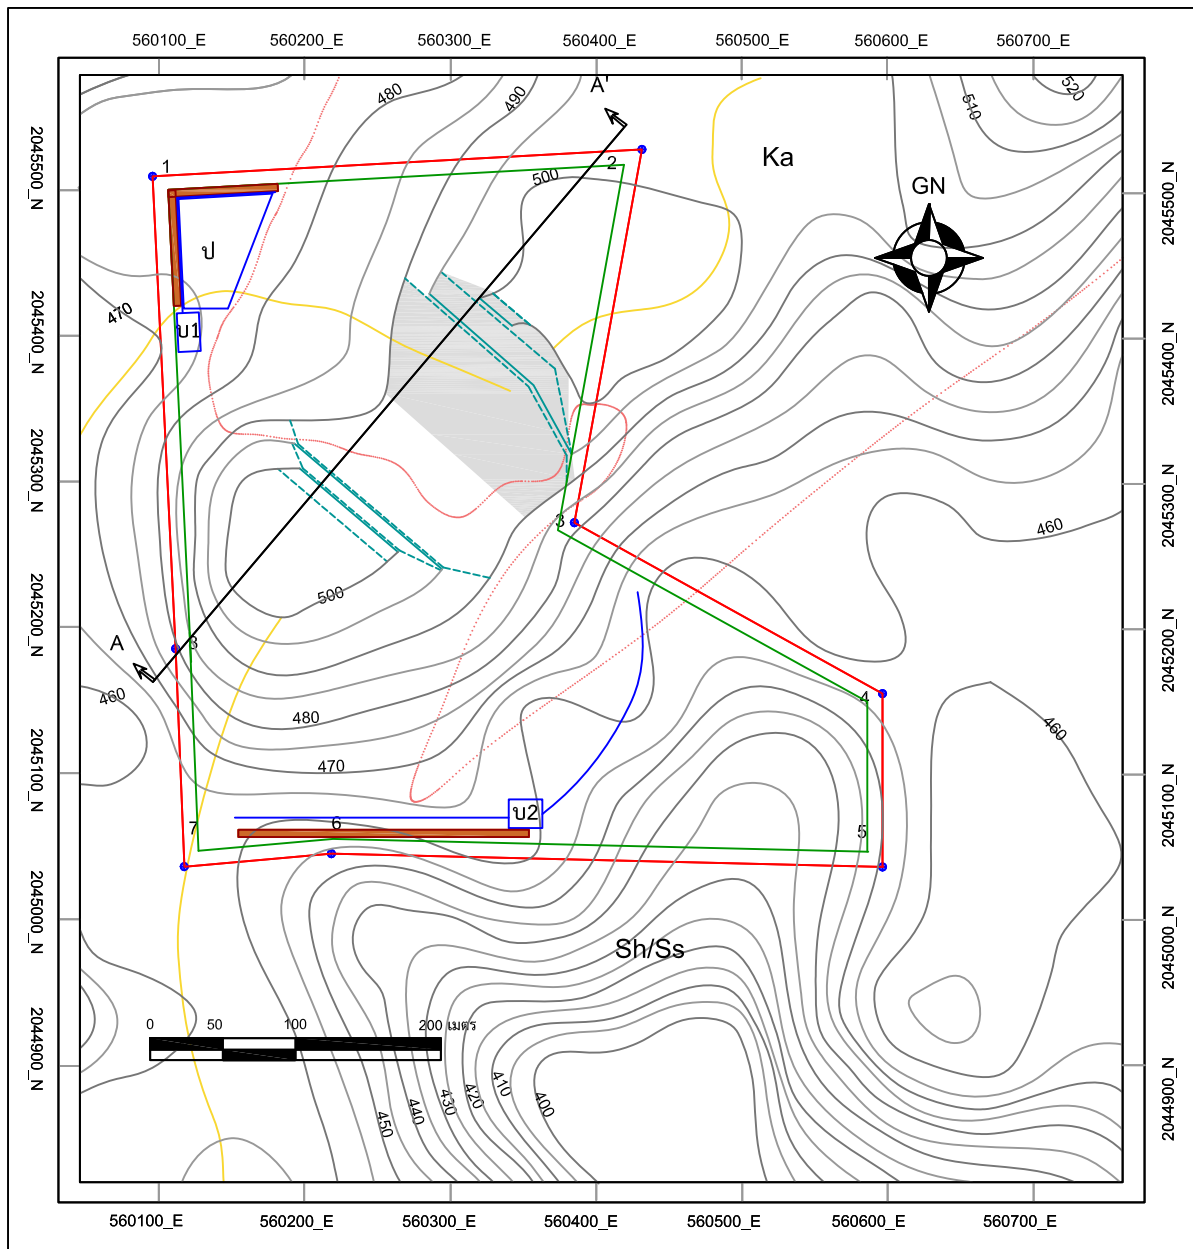 560100_E 560200_E 560300_E 560400_E 560500_E 560600_E 560700_E
480
490
A'
510
520
2045500_N
1
2
500
Ka
GN
2045500_N
ป
470
บ1
2045400_N
2045400_N
2045300_N
3
460
2045300_N
500
2045200_N
A
3
2045200_N
460
4
480
460
470
2045100_N
บ2
7
6
5
2045100_N
2045000_N
Sh/Ss
2045000_N
0 50 100 200 เมตร
2044900_N
450
440
430
420
410
400
2044900_N
560100_E 560200_E 560300_E 560400_E 560500_E 560600_E 560700_E